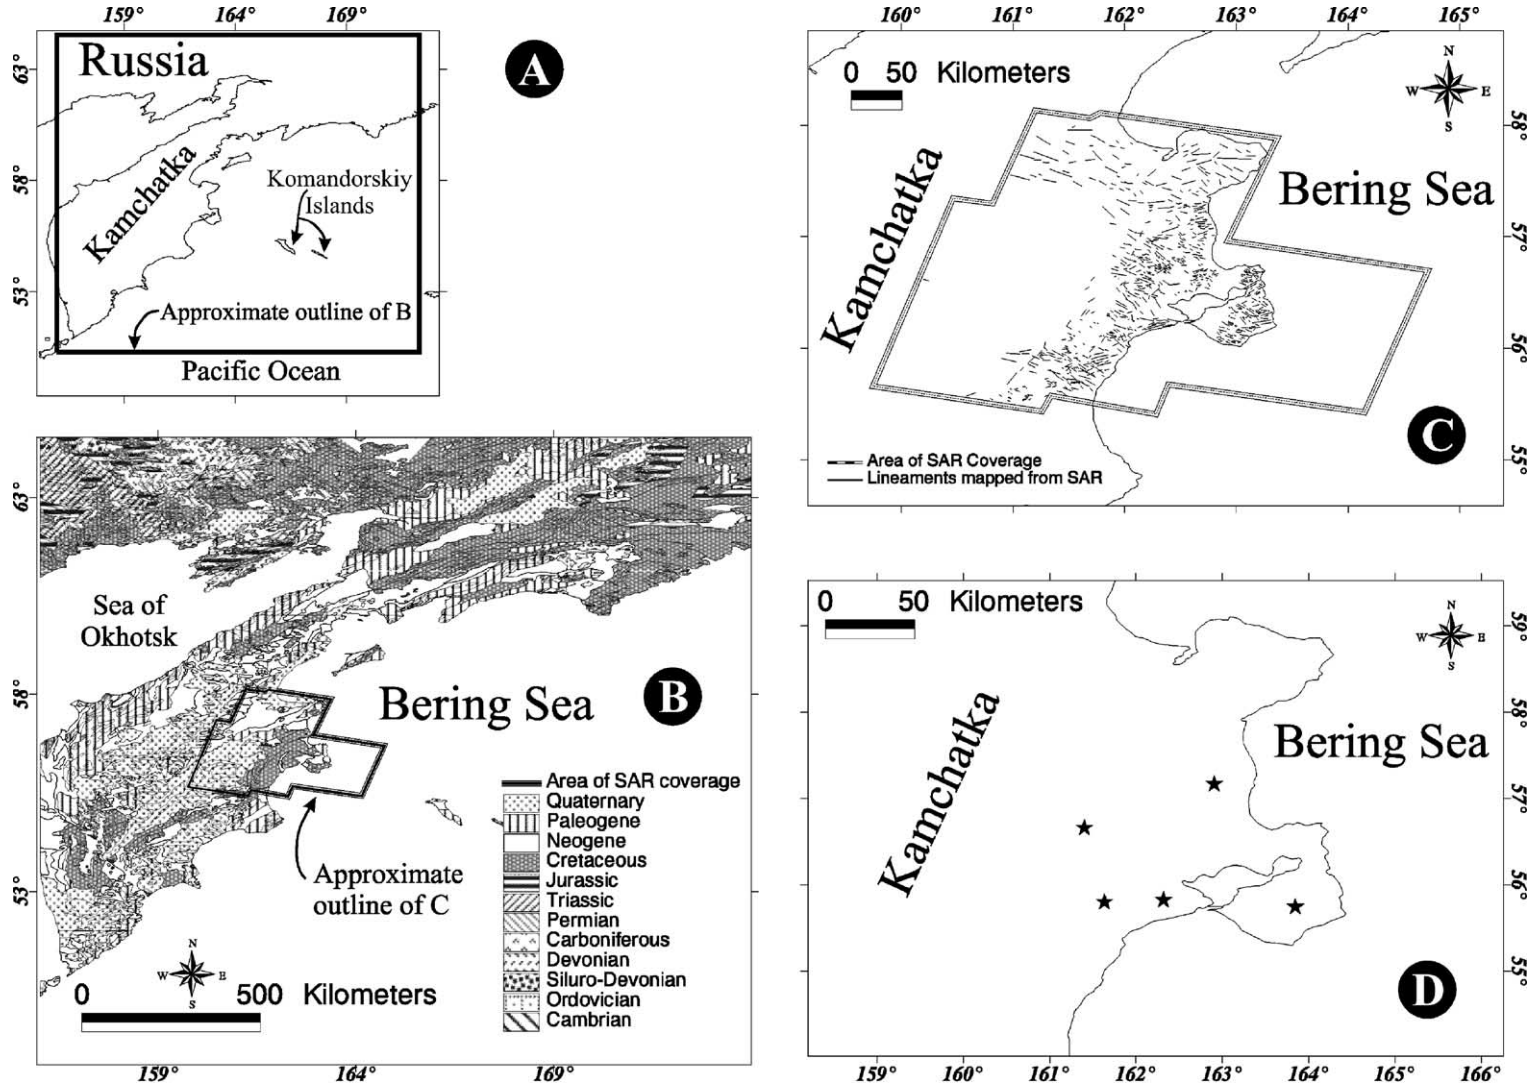 159° 164° 169°
Russia
63°
Kamchatka
58°
Komandorskiy
Islands
53°
Approximate outline of B
Pacific Ocean
A
63°
Sea of
Okhotsk
58°
Bering Sea
B
53°
Approximate
outline of C
Area of SAR coverage
Quaternary
Paleogene
Neogene
Cretaceous
Jurassic
Triassic
Permian
Carboniferous
Devonian
Siluro-Devonian
Ordovician
Cambrian
N
W E
S
0 500 Kilometers
159° 164° 169°
160° 161° 162° 163° 164° 165°
0 50 Kilometers
N
W E
S
58°
Kamchatka
Bering Sea
57°
56°
C
Area of SAR Coverage
Lineaments mapped from SAR
55°
0 50 Kilometers
N
W E
S
59°
58°
Kamchatka
Bering Sea
57°
56°
55°
D
159° 160° 161° 162° 163° 164° 165° 166°